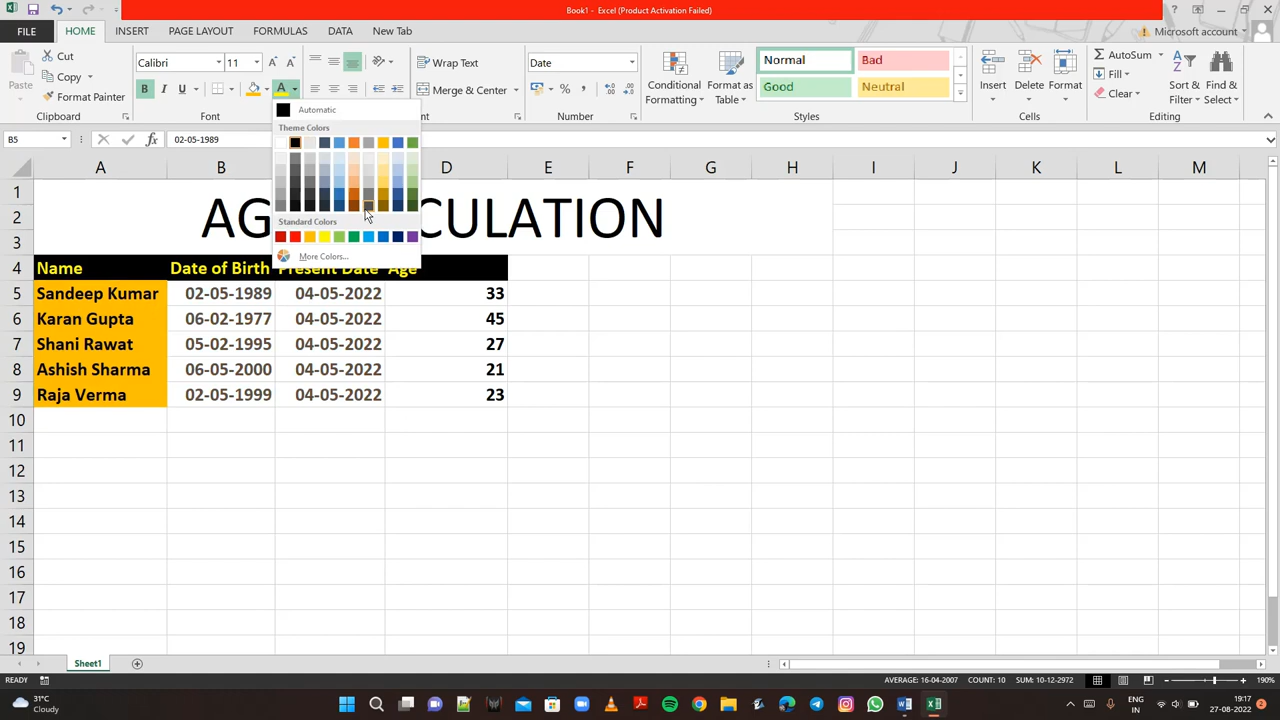 Book1 - Excel (Product Activation Failed)
FILE HOME INSERT PAGE LAYOUT FORMULAS DATA New Tab Microsoft account
Paste Cut Copy Format Painter Clipboard
Calibri 11 B I U A
Wrap Text Merge & Center
Date % , Number
Conditional Formatting Format as Table Normal Bad Good Neutral Styles
Insert Delete Format Cells
AutoSum Fill Clear Sort & Filter Find & Select Editing
B5 fx 02-05-1989
Automatic
Theme Colors
Standard Colors
More Colors...
A B D E F G H I J K L M
1
2 AG CULATION
3
4 Name Date of Birth Present Date Age
5 Sandeep Kumar 02-05-1989 04-05-2022 33
6 Karan Gupta 06-02-1977 04-05-2022 45
7 Shani Rawat 05-02-1995 04-05-2022 27
8 Ashish Sharma 06-05-2000 04-05-2022 21
9 Raja Verma 02-05-1999 04-05-2022 23
10
11
12
13
14
15
16
17
18
19
Sheet1
READY AVERAGE: 16-04-2007 COUNT: 10 SUM: 10-12-2972 190%
31°C
Cloudy
ENG
IN
19:17
27-08-2022